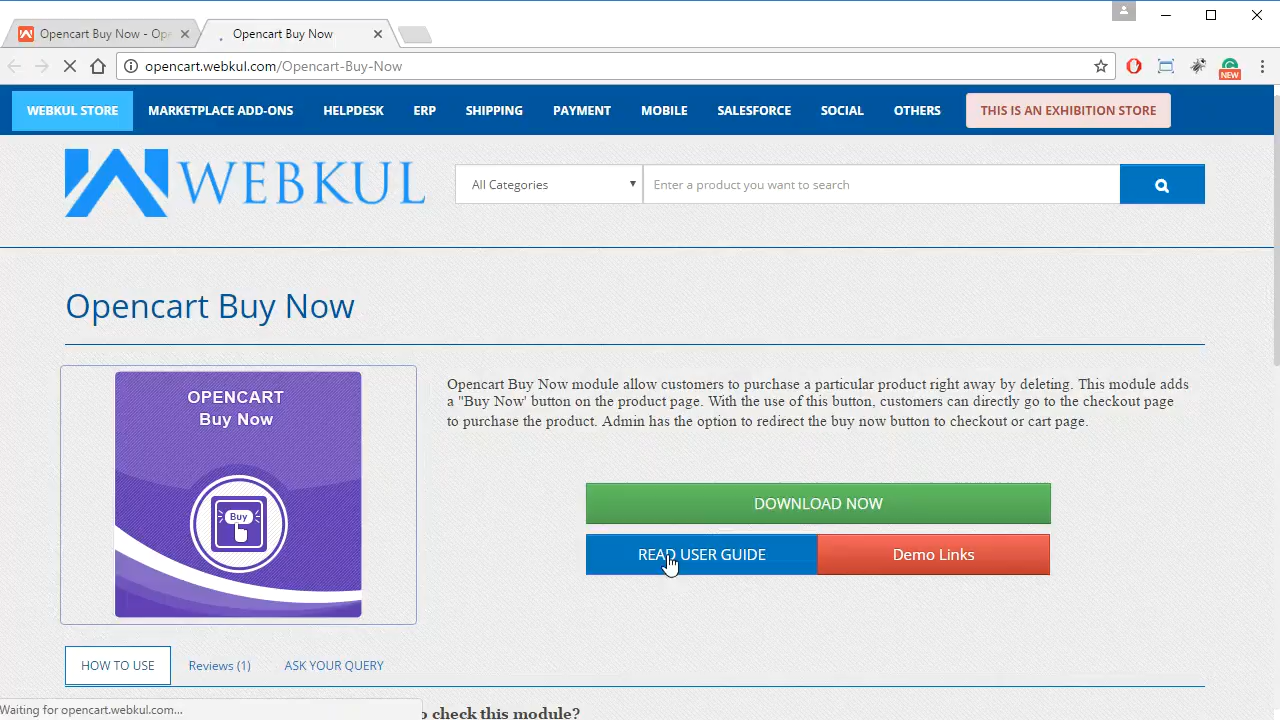 Opencart Buy Now - Ope
Opencart Buy Now
opencart.webkul.com/Opencart-Buy-Now
NEW
WEBKUL STORE MARKETPLACE ADD-ONS HELPDESK ERP SHIPPING PAYMENT MOBILE SALESFORCE SOCIAL OTHERS THIS IS AN EXHIBITION STORE
WEBKUL
All Categories Enter a product you want to search
Opencart Buy Now
OPENCART
Buy Now
Buy
Opencart Buy Now module allow customers to purchase a particular product right away by deleting. This module adds
a "Buy Now' button on the product page. With the use of this button, customers can directly go to the checkout page
to purchase the product. Admin has the option to redirect the buy now button to checkout or cart page.
DOWNLOAD NOW
READ USER GUIDE Demo Links
HOW TO USE Reviews (1) ASK YOUR QUERY
Waiting for opencart.webkul.com...
o check this module?